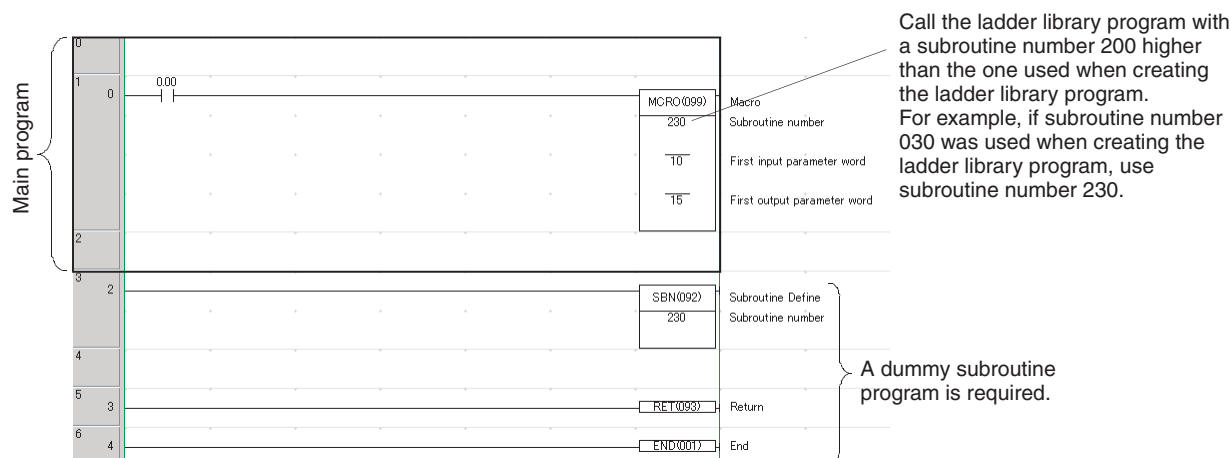 Call the ladder library program with
a subroutine number 200 higher
than the one used when creating
the ladder library program.
For example, if subroutine number
030 was used when creating the
ladder library program, use
subroutine number 230.
Main program
0
1
0
0.00
MCRO(099)
Macro
230
Subroutine number
10
First input parameter word
15
First output parameter word
2
3
2
SBN(092)
Subroutine Define
230
Subroutine number
4
A dummy subroutine
program is required.
5
3
RET(093)
Return
6
4
END(001)
End